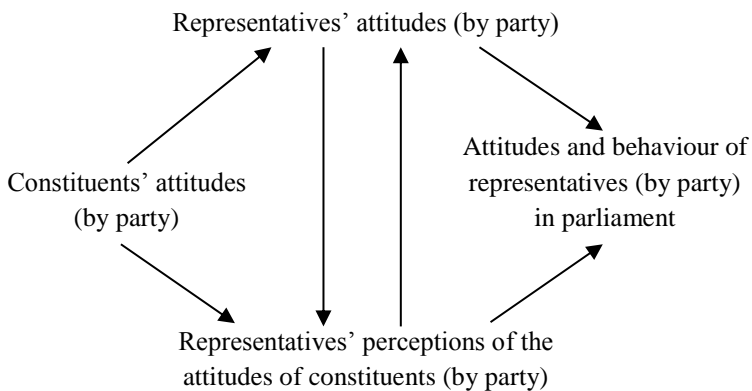 Representatives’ attitudes (by party)
Constituents’ attitudes
(by party)
Attitudes and behaviour of
representatives (by party)
in parliament
Representatives’ perceptions of the
attitudes of constituents (by party)